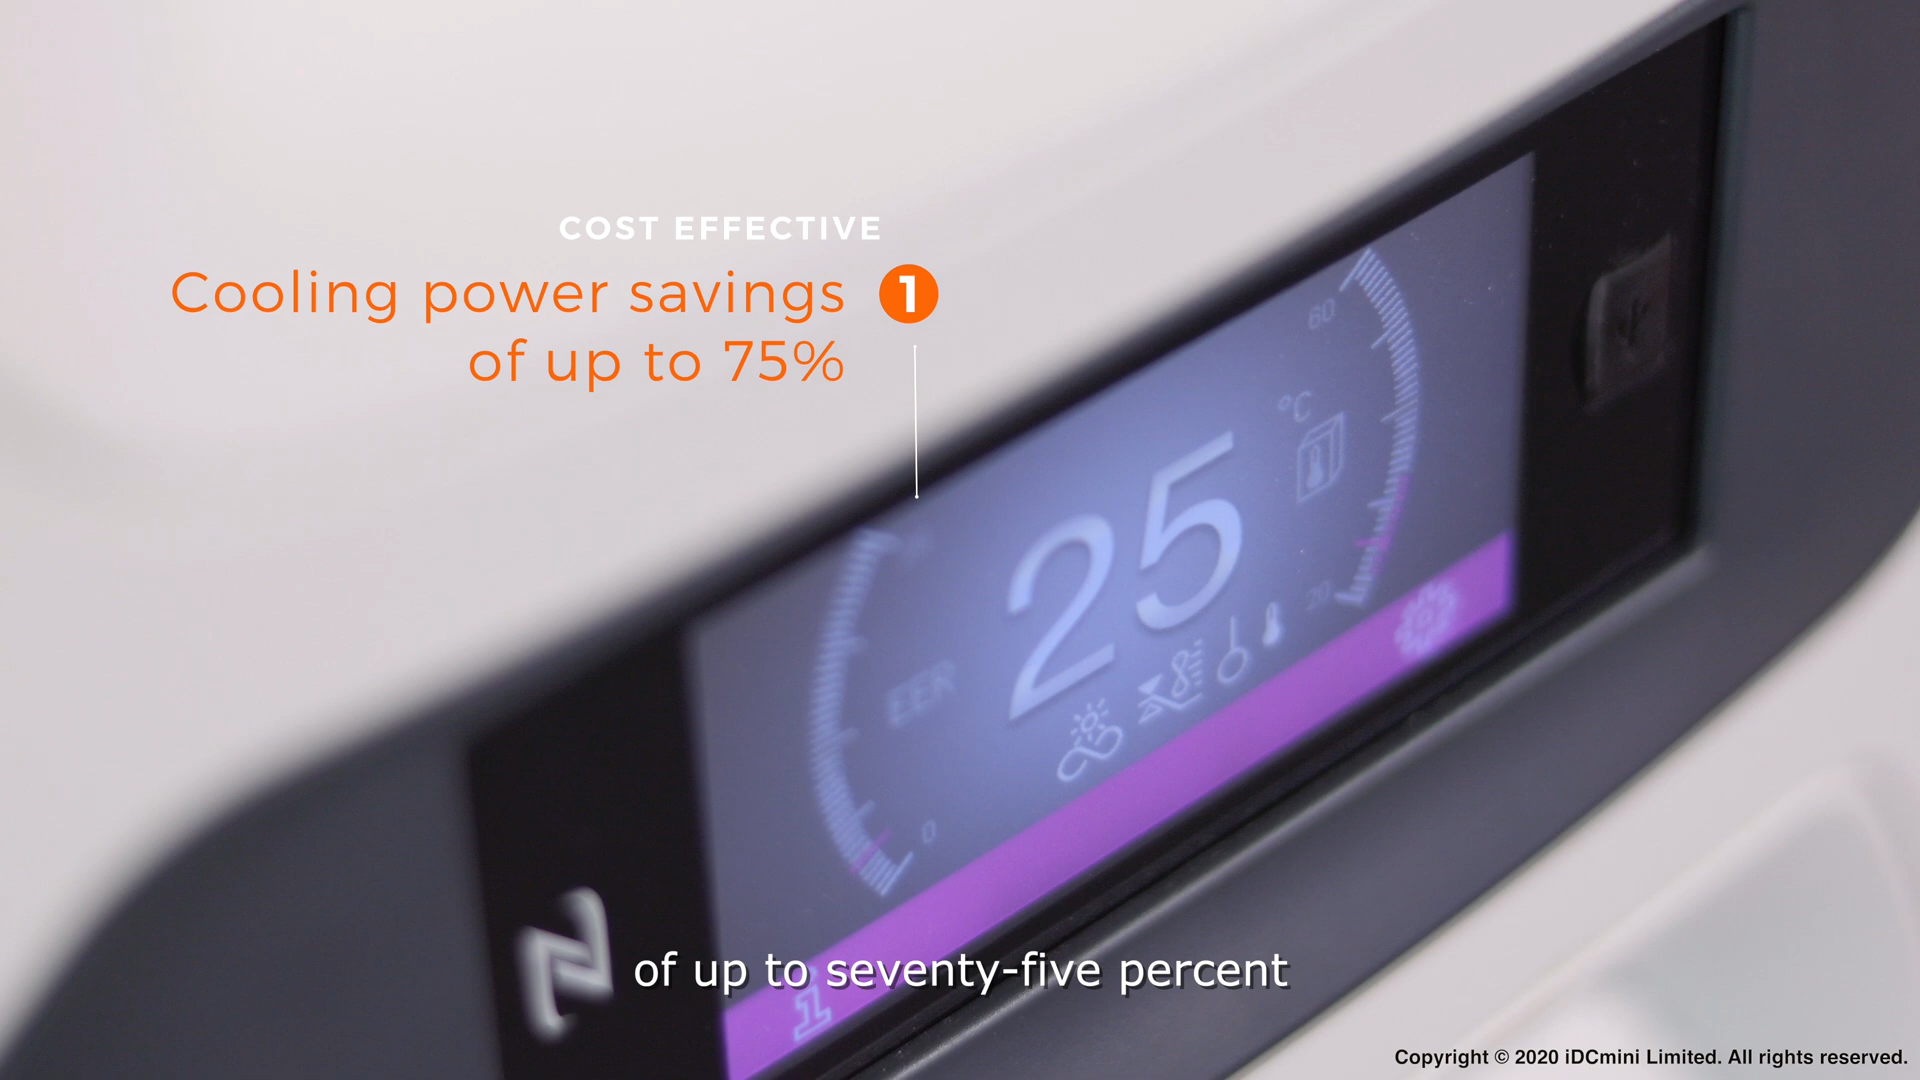 COST EFFECTIVE
Cooling power savings 1
of up to 75%
60
°C
25
20
EER
0
i
of up to seventy-five percent
Copyright © 2020 iDCmini Limited. All rights reserved.